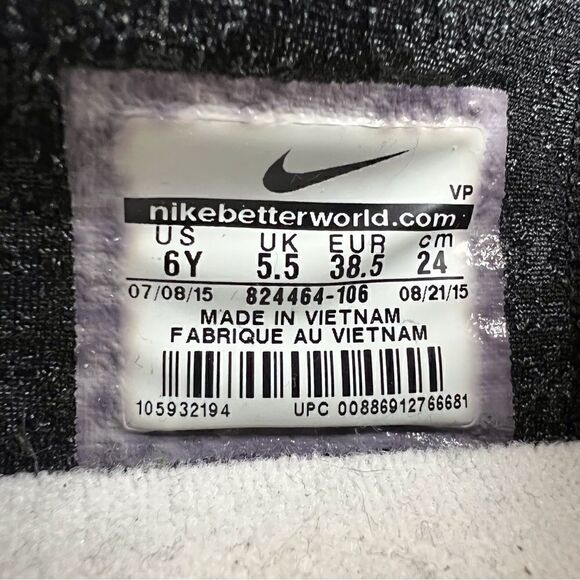 VP
nikebetterworld.com
US UK EUR cm
6Y 5.5 38.5 24
07/08/15 824464-106 08/21/15
MADE IN VIETNAM
FABRIQUE AU VIETNAM
105932194 UPC 00886912766681